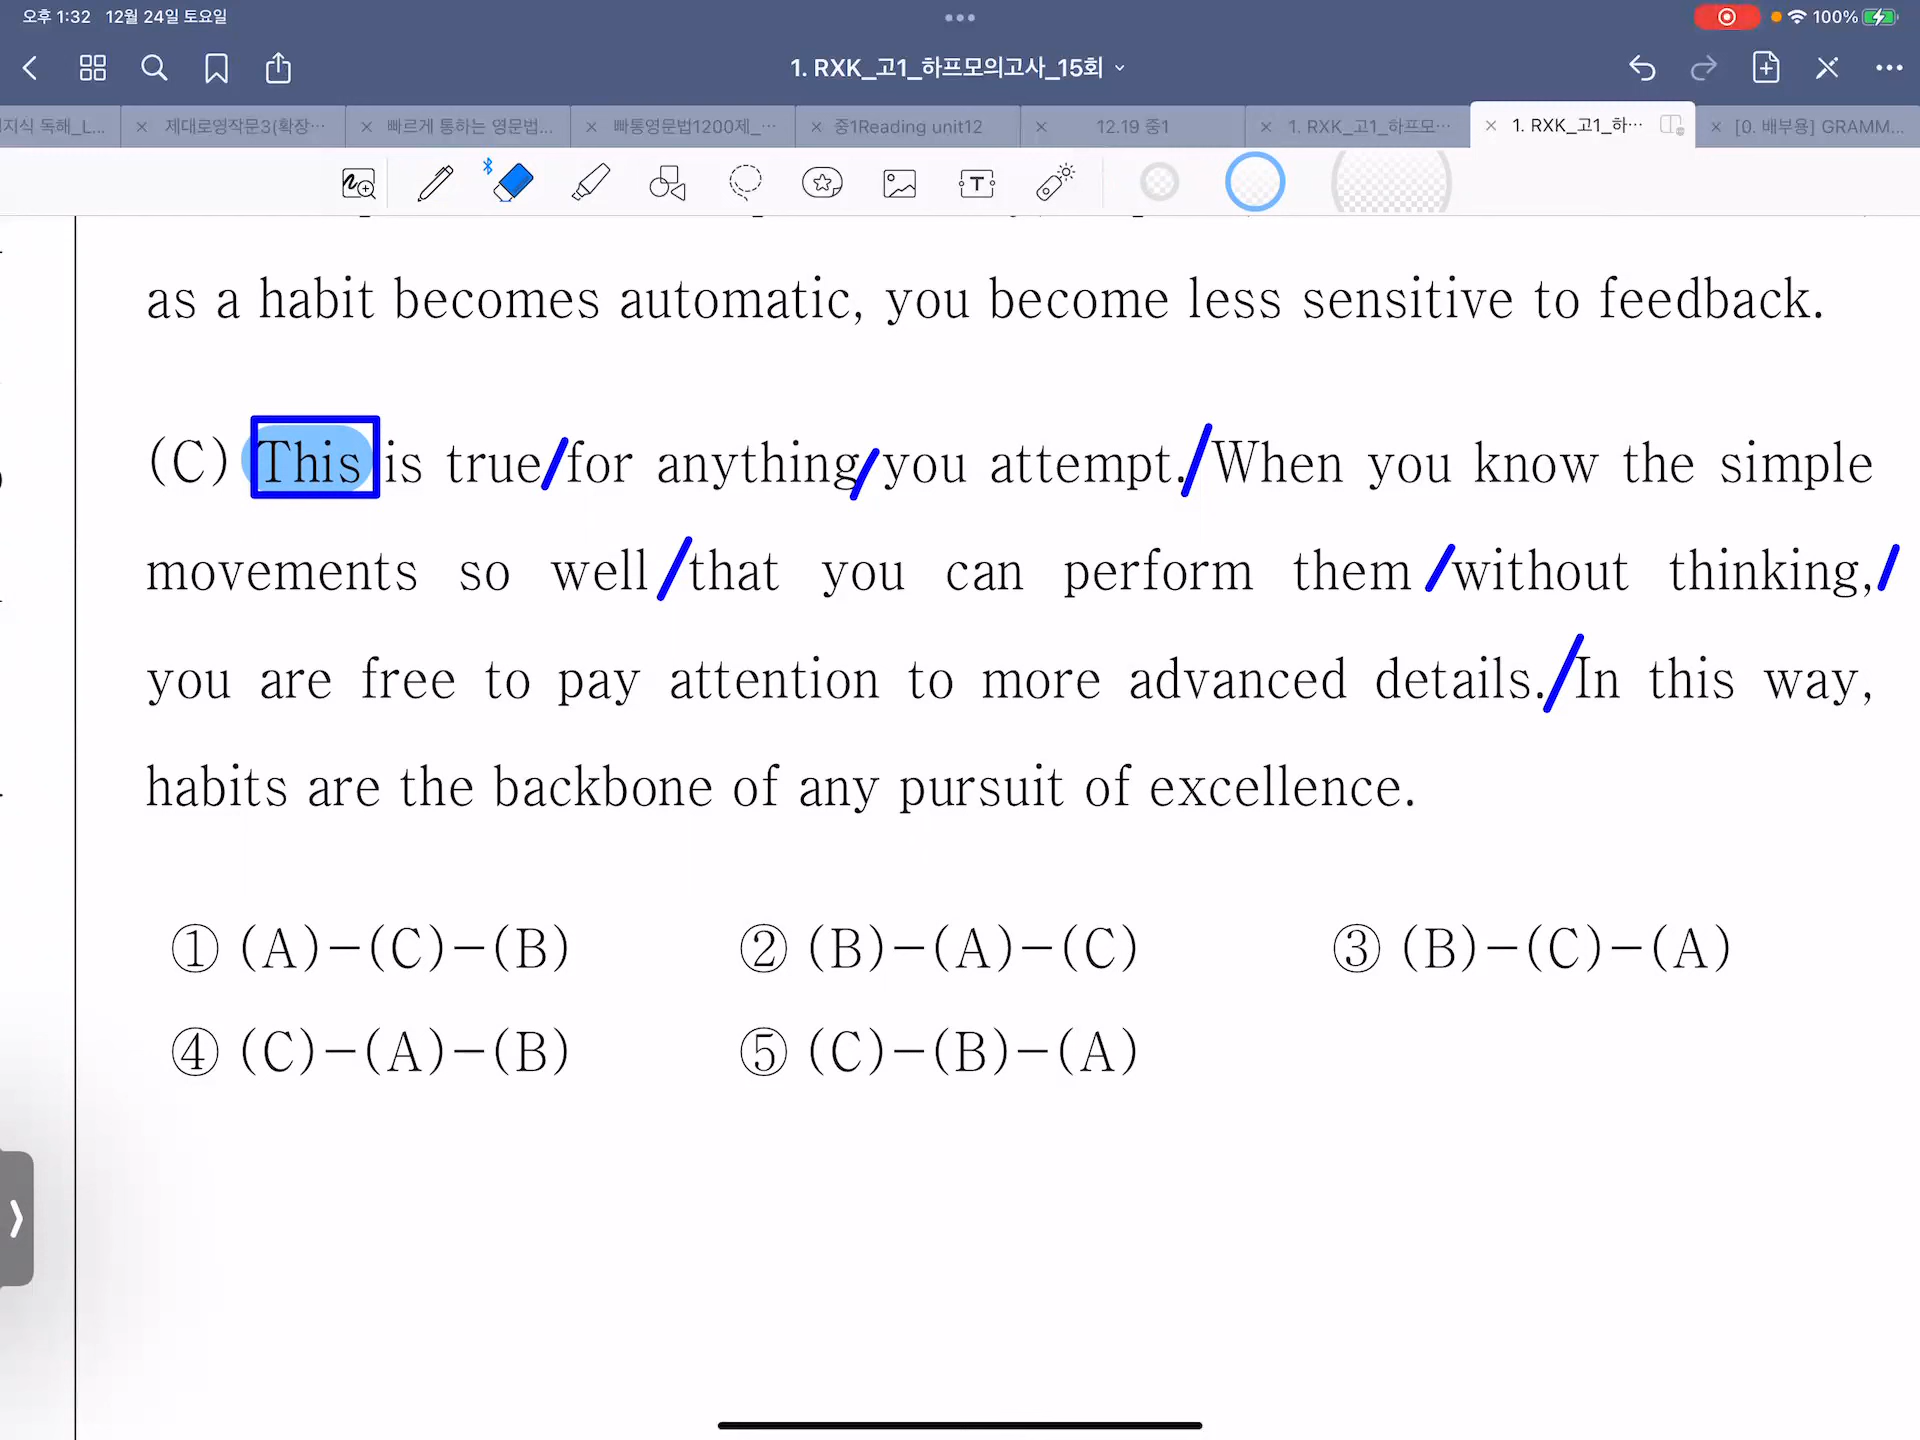 오후 1:32 12월 24일 토요일
100%
1. RXK_고1_하프모의고사_15회
지식 독해_L...
제대로영작문3(확장...
빠르게 통하는 영문법...
빠통영문법1200제_...
중1Reading unit12
12.19 중1
1. RXK_고1_하프모...
1. RXK_고1_하...
[0. 배부용] GRAMM...
as a habit becomes automatic, you become less sensitive to feedback.
(C) This is true/for anything/you attempt./When you know the simple
movements so well/that you can perform them/without thinking,/
you are free to pay attention to more advanced details./In this way,
habits are the backbone of any pursuit of excellence.
① (A)－(C)－(B) ② (B)－(A)－(C) ③ (B)－(C)－(A)
④ (C)－(A)－(B) ⑤ (C)－(B)－(A)